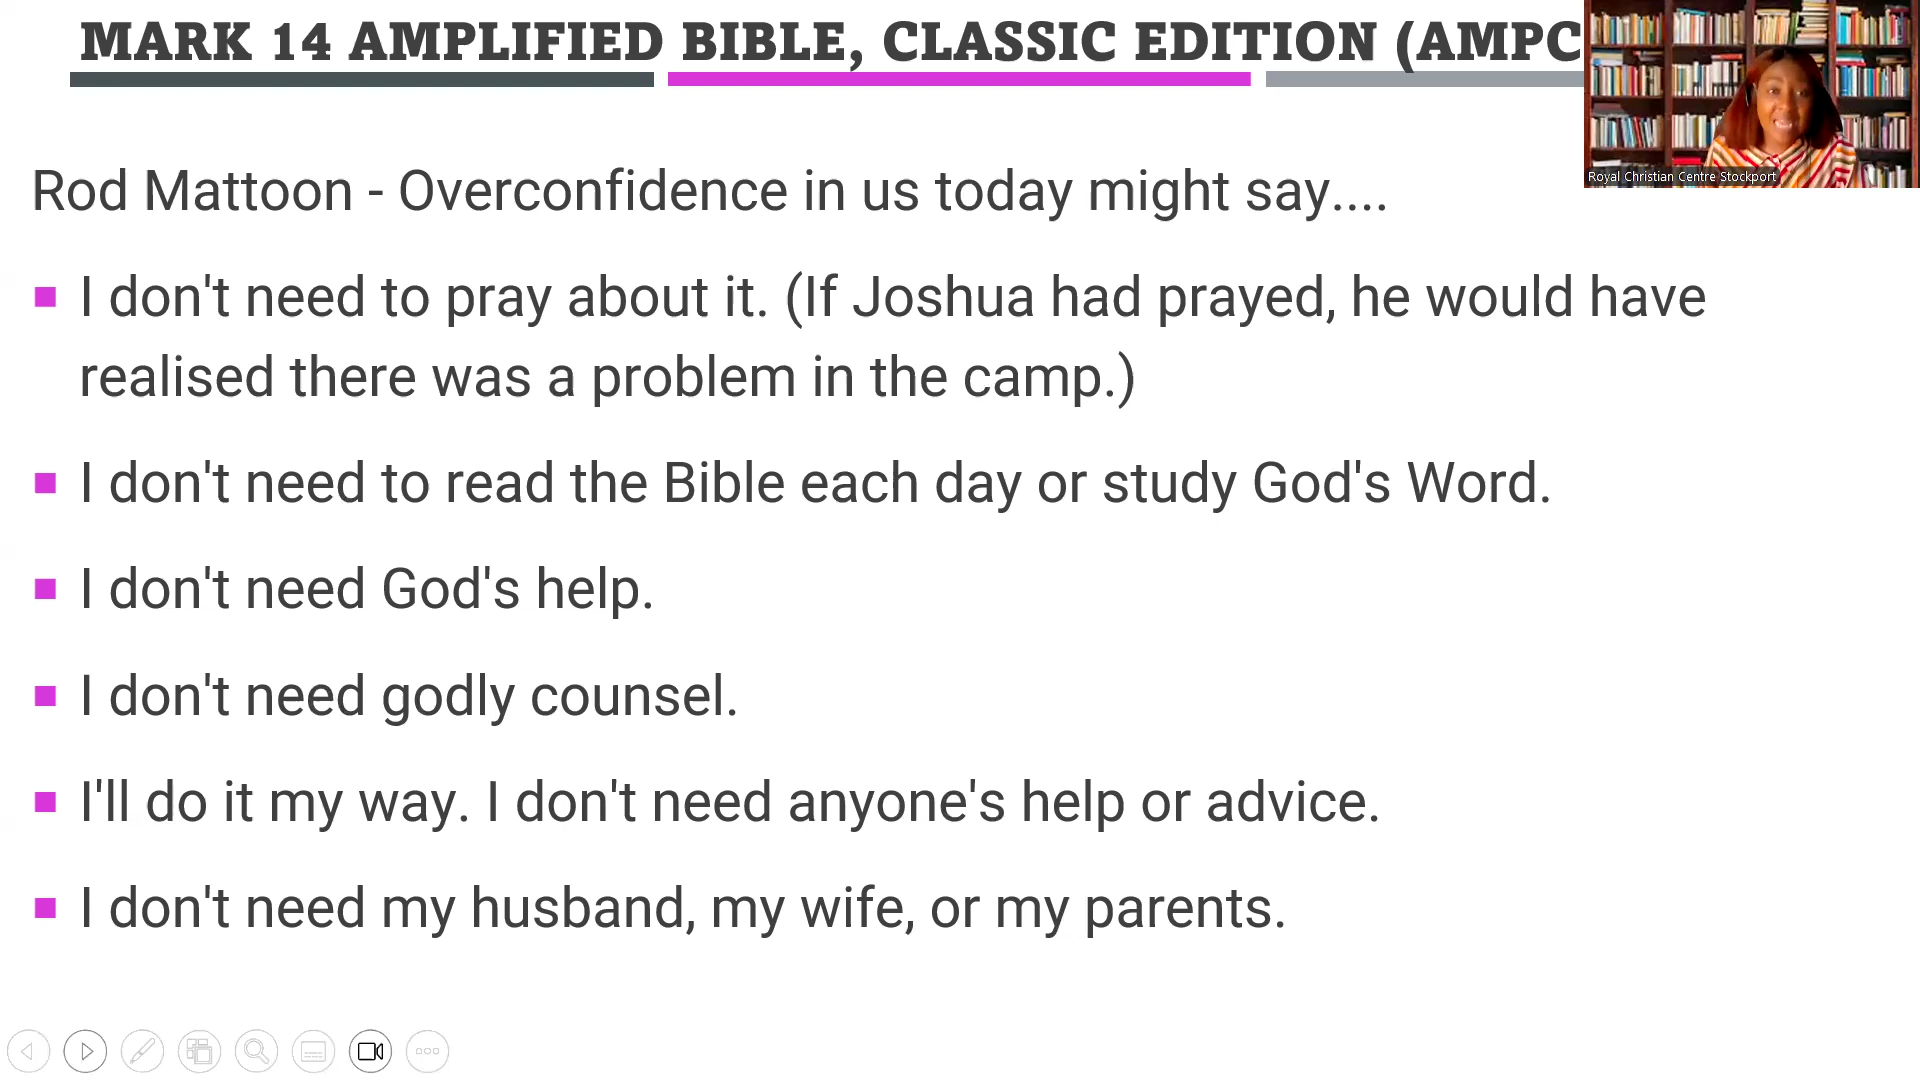 MARK 14 AMPLIFIED BIBLE, CLASSIC EDITION (AMPC
Royal Christian Centre Stockport
Rod Mattoon - Overconfidence in us today might say....
I don't need to pray about it. (If Joshua had prayed, he would have
realised there was a problem in the camp.)
I don't need to read the Bible each day or study God's Word.
I don't need God's help.
I don't need godly counsel.
I'll do it my way. I don't need anyone's help or advice.
I don't need my husband, my wife, or my parents.